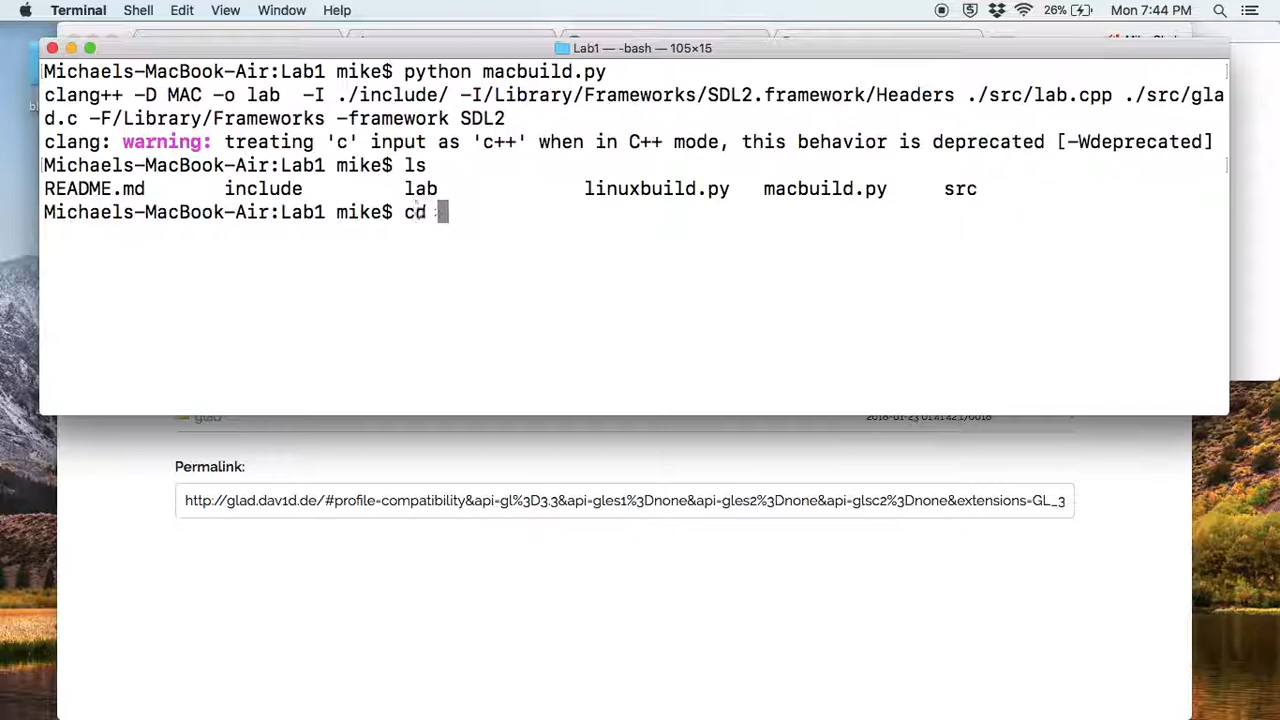 Terminal Shell Edit View Window Help 26% Mon 7:44 PM
Lab1 — -bash — 105×15
Michaels-MacBook-Air:Lab1 mike$ python macbuild.py
clang++ -D MAC -o lab  -I ./include/ -I/Library/Frameworks/SDL2.framework/Headers ./src/lab.cpp ./src/gla
d.c -F/Library/Frameworks -framework SDL2
clang: warning: treating 'c' input as 'c++' when in C++ mode, this behavior is deprecated [-Wdeprecated]
Michaels-MacBook-Air:Lab1 mike$ ls
README.md include lab linuxbuild.py macbuild.py src
Michaels-MacBook-Air:Lab1 mike$ cd
glad
Permalink:
http://glad.dav1d.de/#profile=compatibility&api=gl%3D3.3&api=gles1%3Dnone&api=gles2%3Dnone&api=glsc2%3Dnone&extensions=GL_3